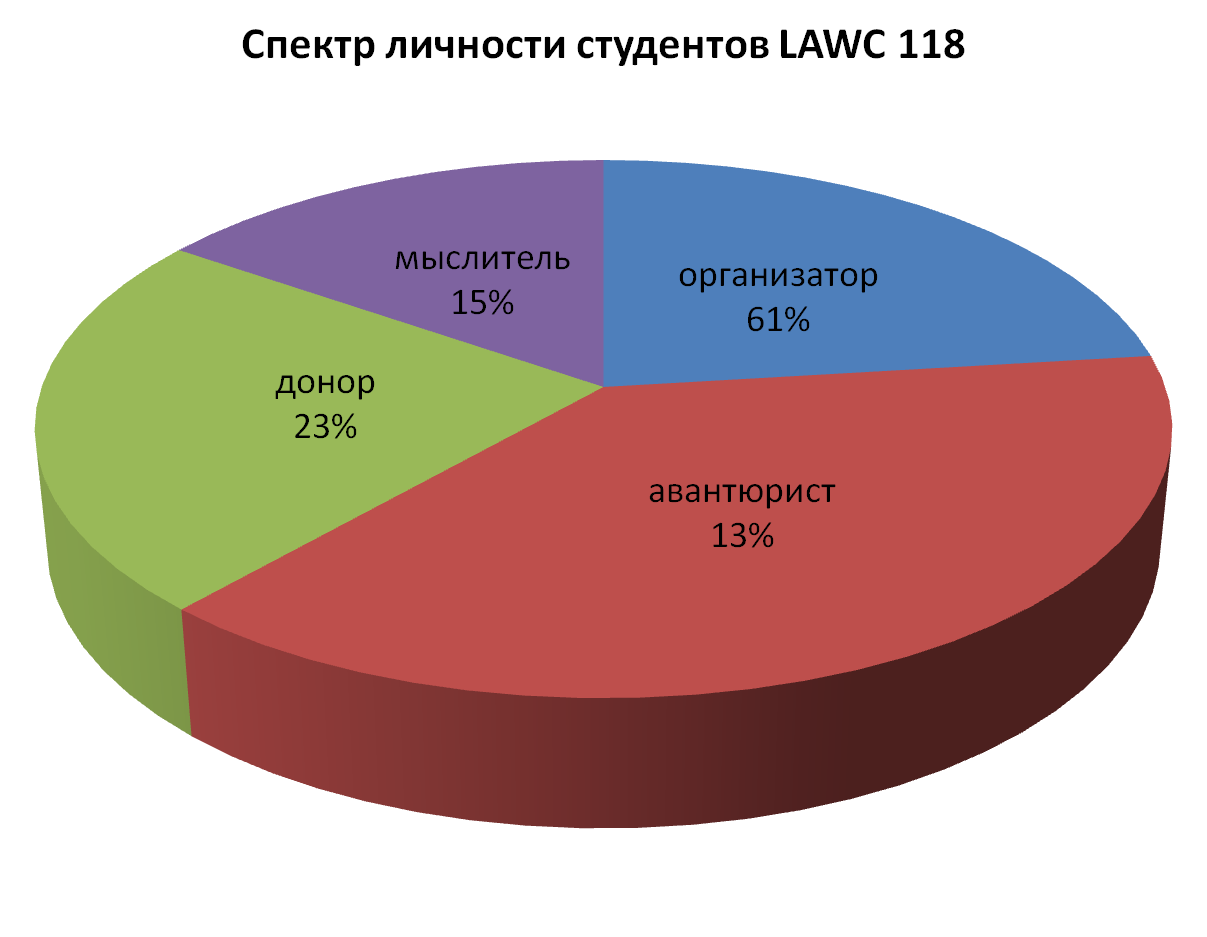 Спектр личности студентов LAWC 118
мыслитель
15%
организатор
61%
донор
23%
авантюрист
13%